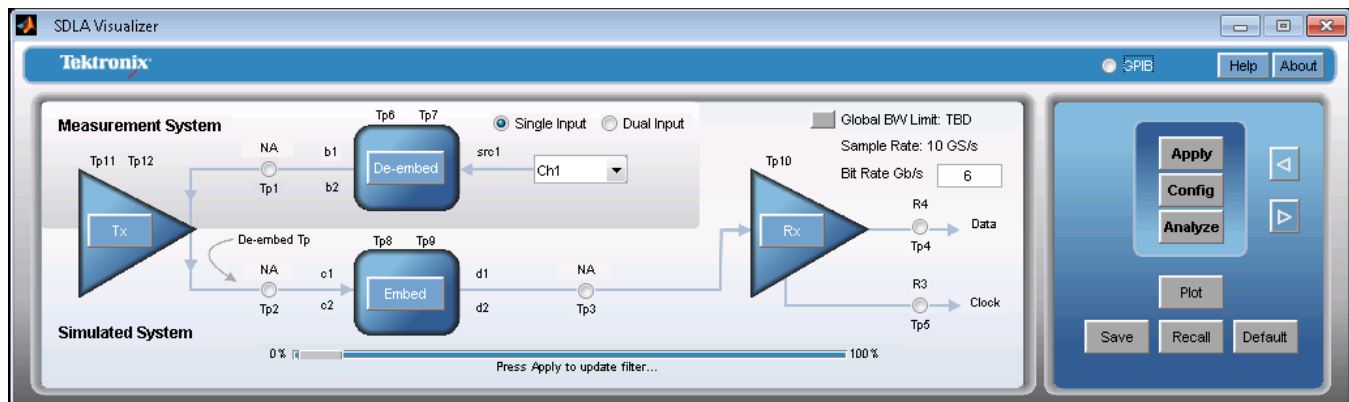 SDLA Visualizer
Tektronix
GPIB
Help
About
Measurement System
Tp11 Tp12
Tx
NA
Tp1
b1
b2
Tp6 Tp7
De-embed
Single Input
Dual Input
src1
Ch1
Global BW Limit: TBD
Sample Rate: 10 GS/s
Bit Rate Gb/s
6
Tp10
Rx
R4
Tp4
Data
R3
Tp5
Clock
De-embed Tp
NA
Tp2
c1
c2
Tp8 Tp9
Embed
d1
d2
NA
Tp3
Simulated System
0%
100%
Press Apply to update filter...
Apply
Config
Analyze
Plot
Save
Recall
Default